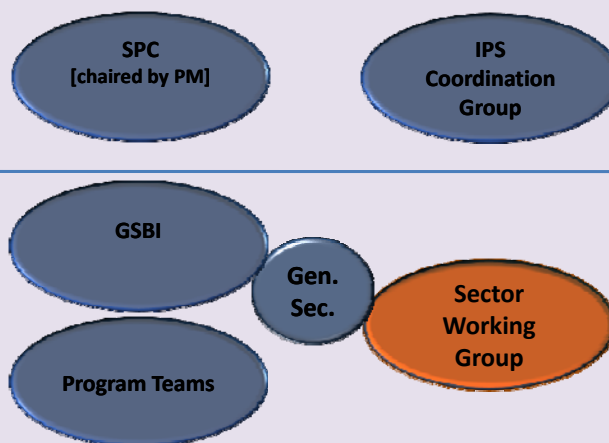 SPC
[chaired by PM]
IPS
Coordination
Group
GSBI
Gen.
Sec.
Sector
Working
Group
Program Teams